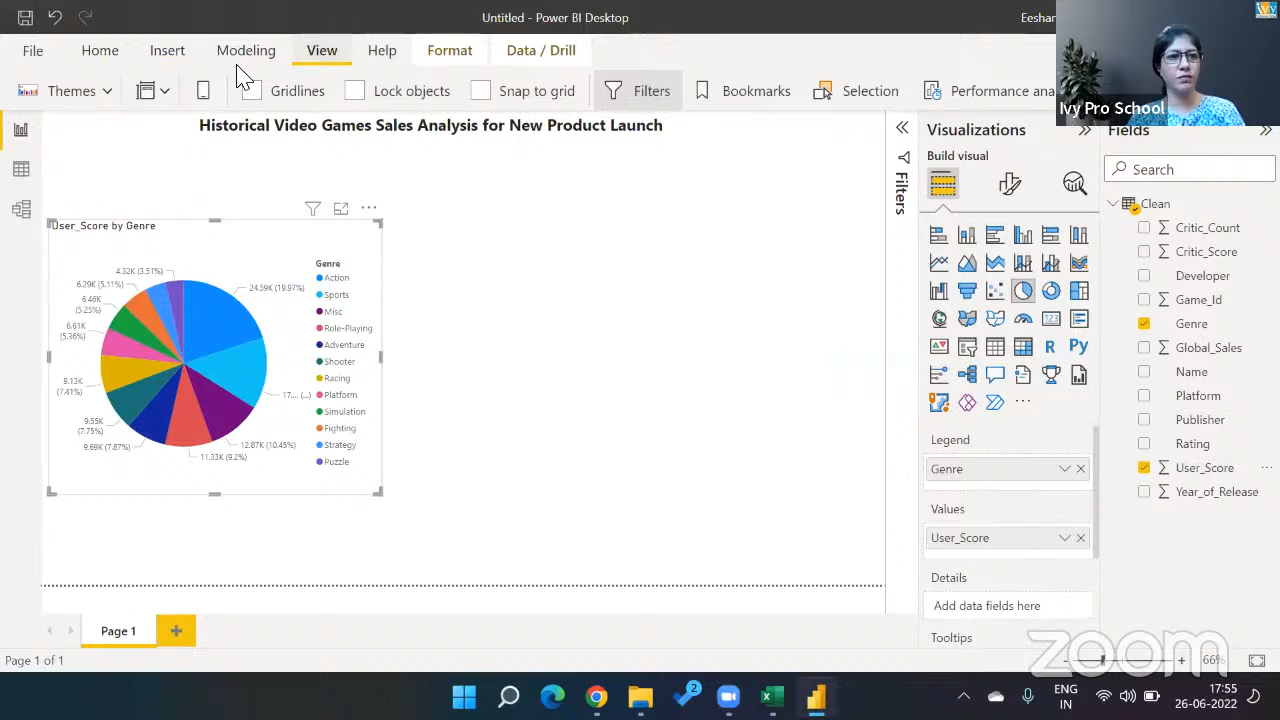 Untitled - Power BI Desktop
Eeshan
File
Home
Insert
Modeling
View
Help
Format
Data / Drill
Themes
Gridlines
Lock objects
Snap to grid
Filters
Bookmarks
Selection
Performance ana
Ivy Pro School
Historical Video Games Sales Analysis for New Product Launch
User_Score by Genre
4.32K (3.51%)
6.29K (5.11%)
6.46K
(5.25%)
6.61K
(5.36%)
9.13K
(7.41%)
9.55K
(7.75%)
9.69K (7.87%)
11.33K (9.2%)
12.87K (10.45%)
17.... (...)
24.59K (19.97%)
Genre
Action
Sports
Misc
Role-Playing
Adventure
Shooter
Racing
Platform
Simulation
Fighting
Strategy
Puzzle
Filters
Visualizations
Build visual
123
R
Py
Legend
Genre
Values
User_Score
Details
Add data fields here
Tooltips
Fields
Search
Clean
Critic_Count
Critic_Score
Developer
Game_Id
Genre
Global_Sales
Name
Platform
Publisher
Rating
User_Score
Year_of_Release
Page 1
Page 1 of 1
zoom
66%
2
ENG
IN
17:55
26-06-2022